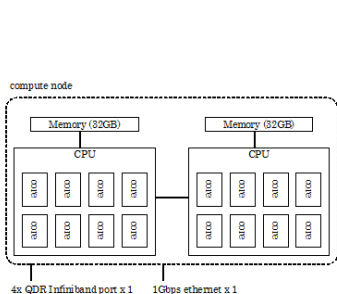 compute node
Memory (32GB) Memory (32GB)
CPU CPU
core core core core core core core core
core core core core core core core core
4x QDR Infiniband port x 1 1Gbps ethernet x 1